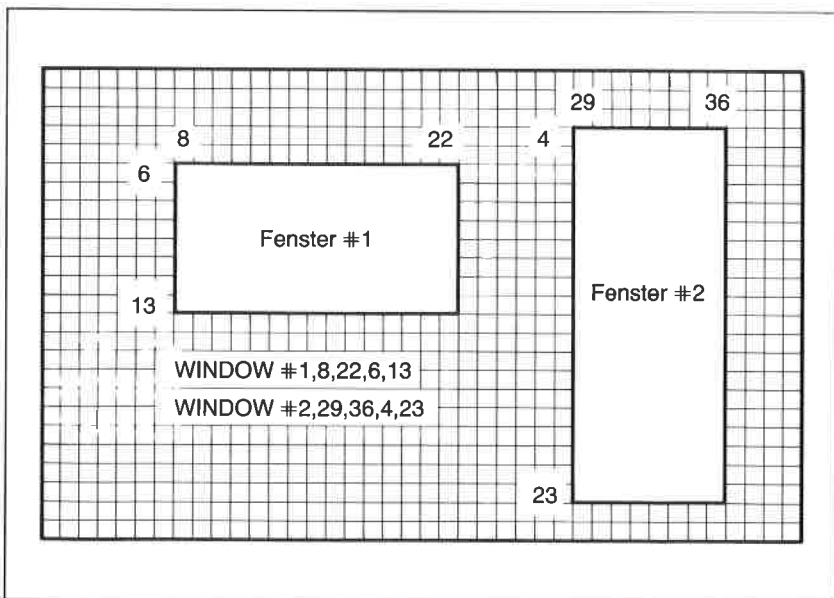 29 36
8 22 4
6
Fenster #1
Fenster #2
13
WINDOW #1,8,22,6,13
WINDOW #2,29,36,4,23
23